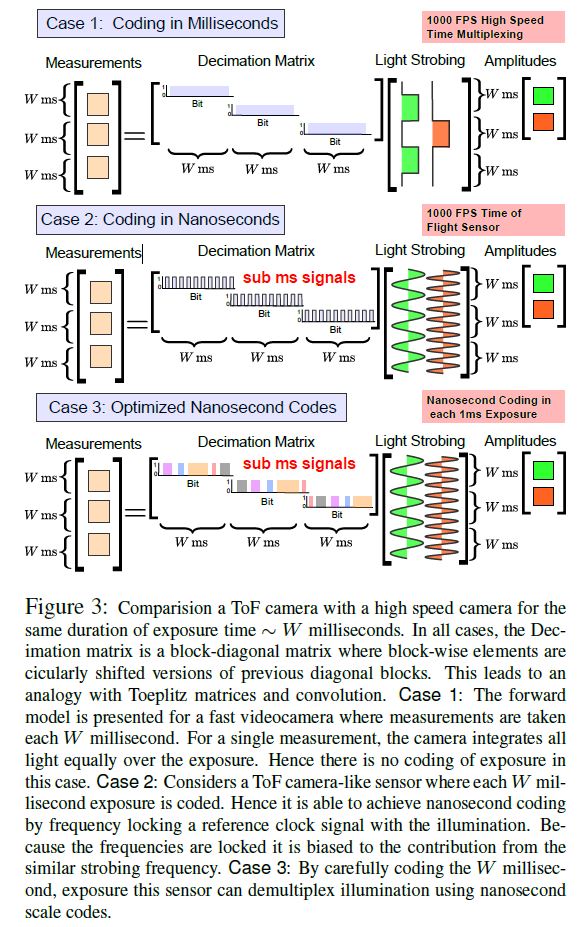 Case 1: Coding in Milliseconds
1000 FPS High Speed
Time Multiplexing
Measurements
Decimation Matrix
Light Strobing
Amplitudes
W ms
W ms
W ms
=
1
0
Bit
1
0
Bit
1
0
Bit
W ms
W ms
W ms
W ms
W ms
W ms
Case 2: Coding in Nanoseconds
1000 FPS Time of
Flight Sensor
Measurements
Decimation Matrix
Light Strobing
Amplitudes
W ms
W ms
W ms
=
sub ms signals
1
0
Bit
1
0
Bit
1
0
Bit
W ms
W ms
W ms
W ms
W ms
W ms
Case 3: Optimized Nanosecond Codes
Nanosecond Coding in
each 1ms Exposure
Measurements
Decimation Matrix
Light Strobing
Amplitudes
W ms
W ms
W ms
=
sub ms signals
1
0
Bit
1
0
Bit
1
0
Bit
W ms
W ms
W ms
W ms
W ms
W ms
Figure 3: Comparision a ToF camera with a high speed camera for the
same duration of exposure time ∼ W milliseconds. In all cases, the Dec-
imation matrix is a block-diagonal matrix where block-wise elements are
cicularly shifted versions of previous diagonal blocks. This leads to an
analogy with Toeplitz matrices and convolution. Case 1: The forward
model is presented for a fast videocamera where measurements are taken
each W millisecond. For a single measurement, the camera integrates all
light equally over the exposure. Hence there is no coding of exposure in
this case. Case 2: Considers a ToF camera-like sensor where each W mil-
lisecond exposure is coded. Hence it is able to achieve nanosecond coding
by frequency locking a reference clock signal with the illumination. Be-
cause the frequencies are locked it is biased to the contribution from the
similar strobing frequency. Case 3: By carefully coding the W millisec-
ond, exposure this sensor can demultiplex illumination using nanosecond
scale codes.